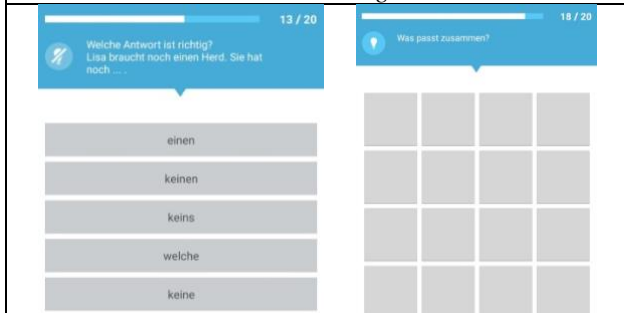 13 / 20
Welche Antwort ist richtig?
Lisa braucht noch einen Herd. Sie hat
noch ... .
einen
keinen
keins
welche
keine
18 / 20
Was passt zusammen?